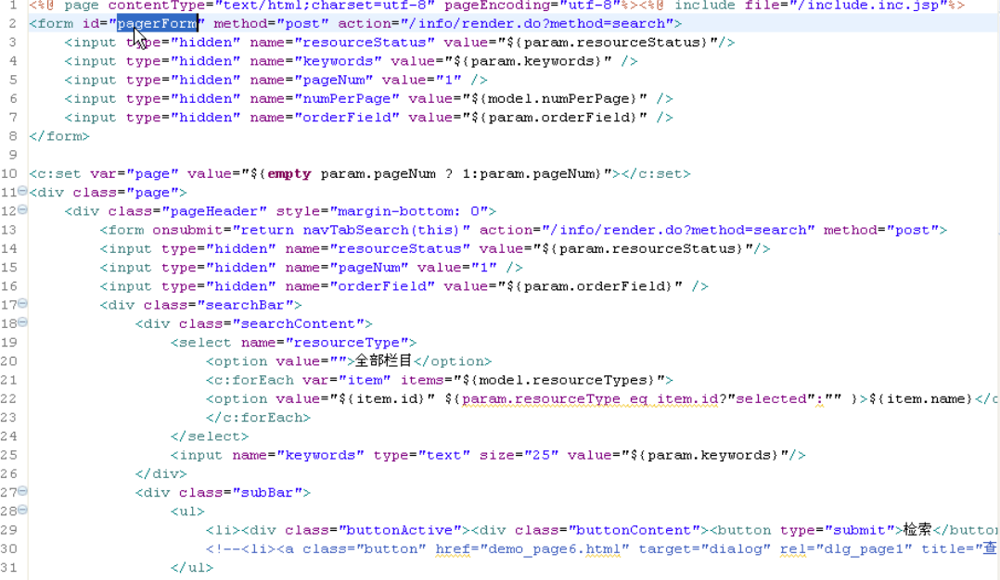 1 <%@ page contentType="text/html;charset=utf-8" pageEncoding="utf-8"%><%@ include file="/include.inc.jsp"%>
2 <form id="pagerForm" method="post" action="/info/render.do?method=search">
3 <input type="hidden" name="resourceStatus" value="${param.resourceStatus}"/>
4 <input type="hidden" name="keywords" value="${param.keywords}" />
5 <input type="hidden" name="pageNum" value="1" />
6 <input type="hidden" name="numPerPage" value="${model.numPerPage}" />
7 <input type="hidden" name="orderField" value="${param.orderField}" />
8 </form>
9
10 <c:set var="page" value="${empty param.pageNum ? 1:param.pageNum}"></c:set>
11 <div class="page">
12 <div class="pageHeader" style="margin-bottom: 0">
13 <form onsubmit="return navTabSearch(this)" action="/info/render.do?method=search" method="post">
14 <input type="hidden" name="resourceStatus" value="${param.resourceStatus}"/>
15 <input type="hidden" name="pageNum" value="1" />
16 <input type="hidden" name="orderField" value="${param.orderField}" />
17 <div class="searchBar">
18 <div class="searchContent">
19 <select name="resourceType">
20 <option value="">全部栏目</option>
21 <c:forEach var="item" items="${model.resourceTypes}">
22 <option value="${item.id}" ${param.resourceType eq item.id?"selected":"" }>${item.name}</
23 </c:forEach>
24 </select>
25 <input name="keywords" type="text" size="25" value="${param.keywords}"/>
26 </div>
27 <div class="subBar">
28 <ul>
29 <li><div class="buttonActive"><div class="buttonContent"><button type="submit">检索</button
30 <!--<li><a class="button" href="demo_page6.html" target="dialog" rel="dlg_page1" title="查
31 </ul>